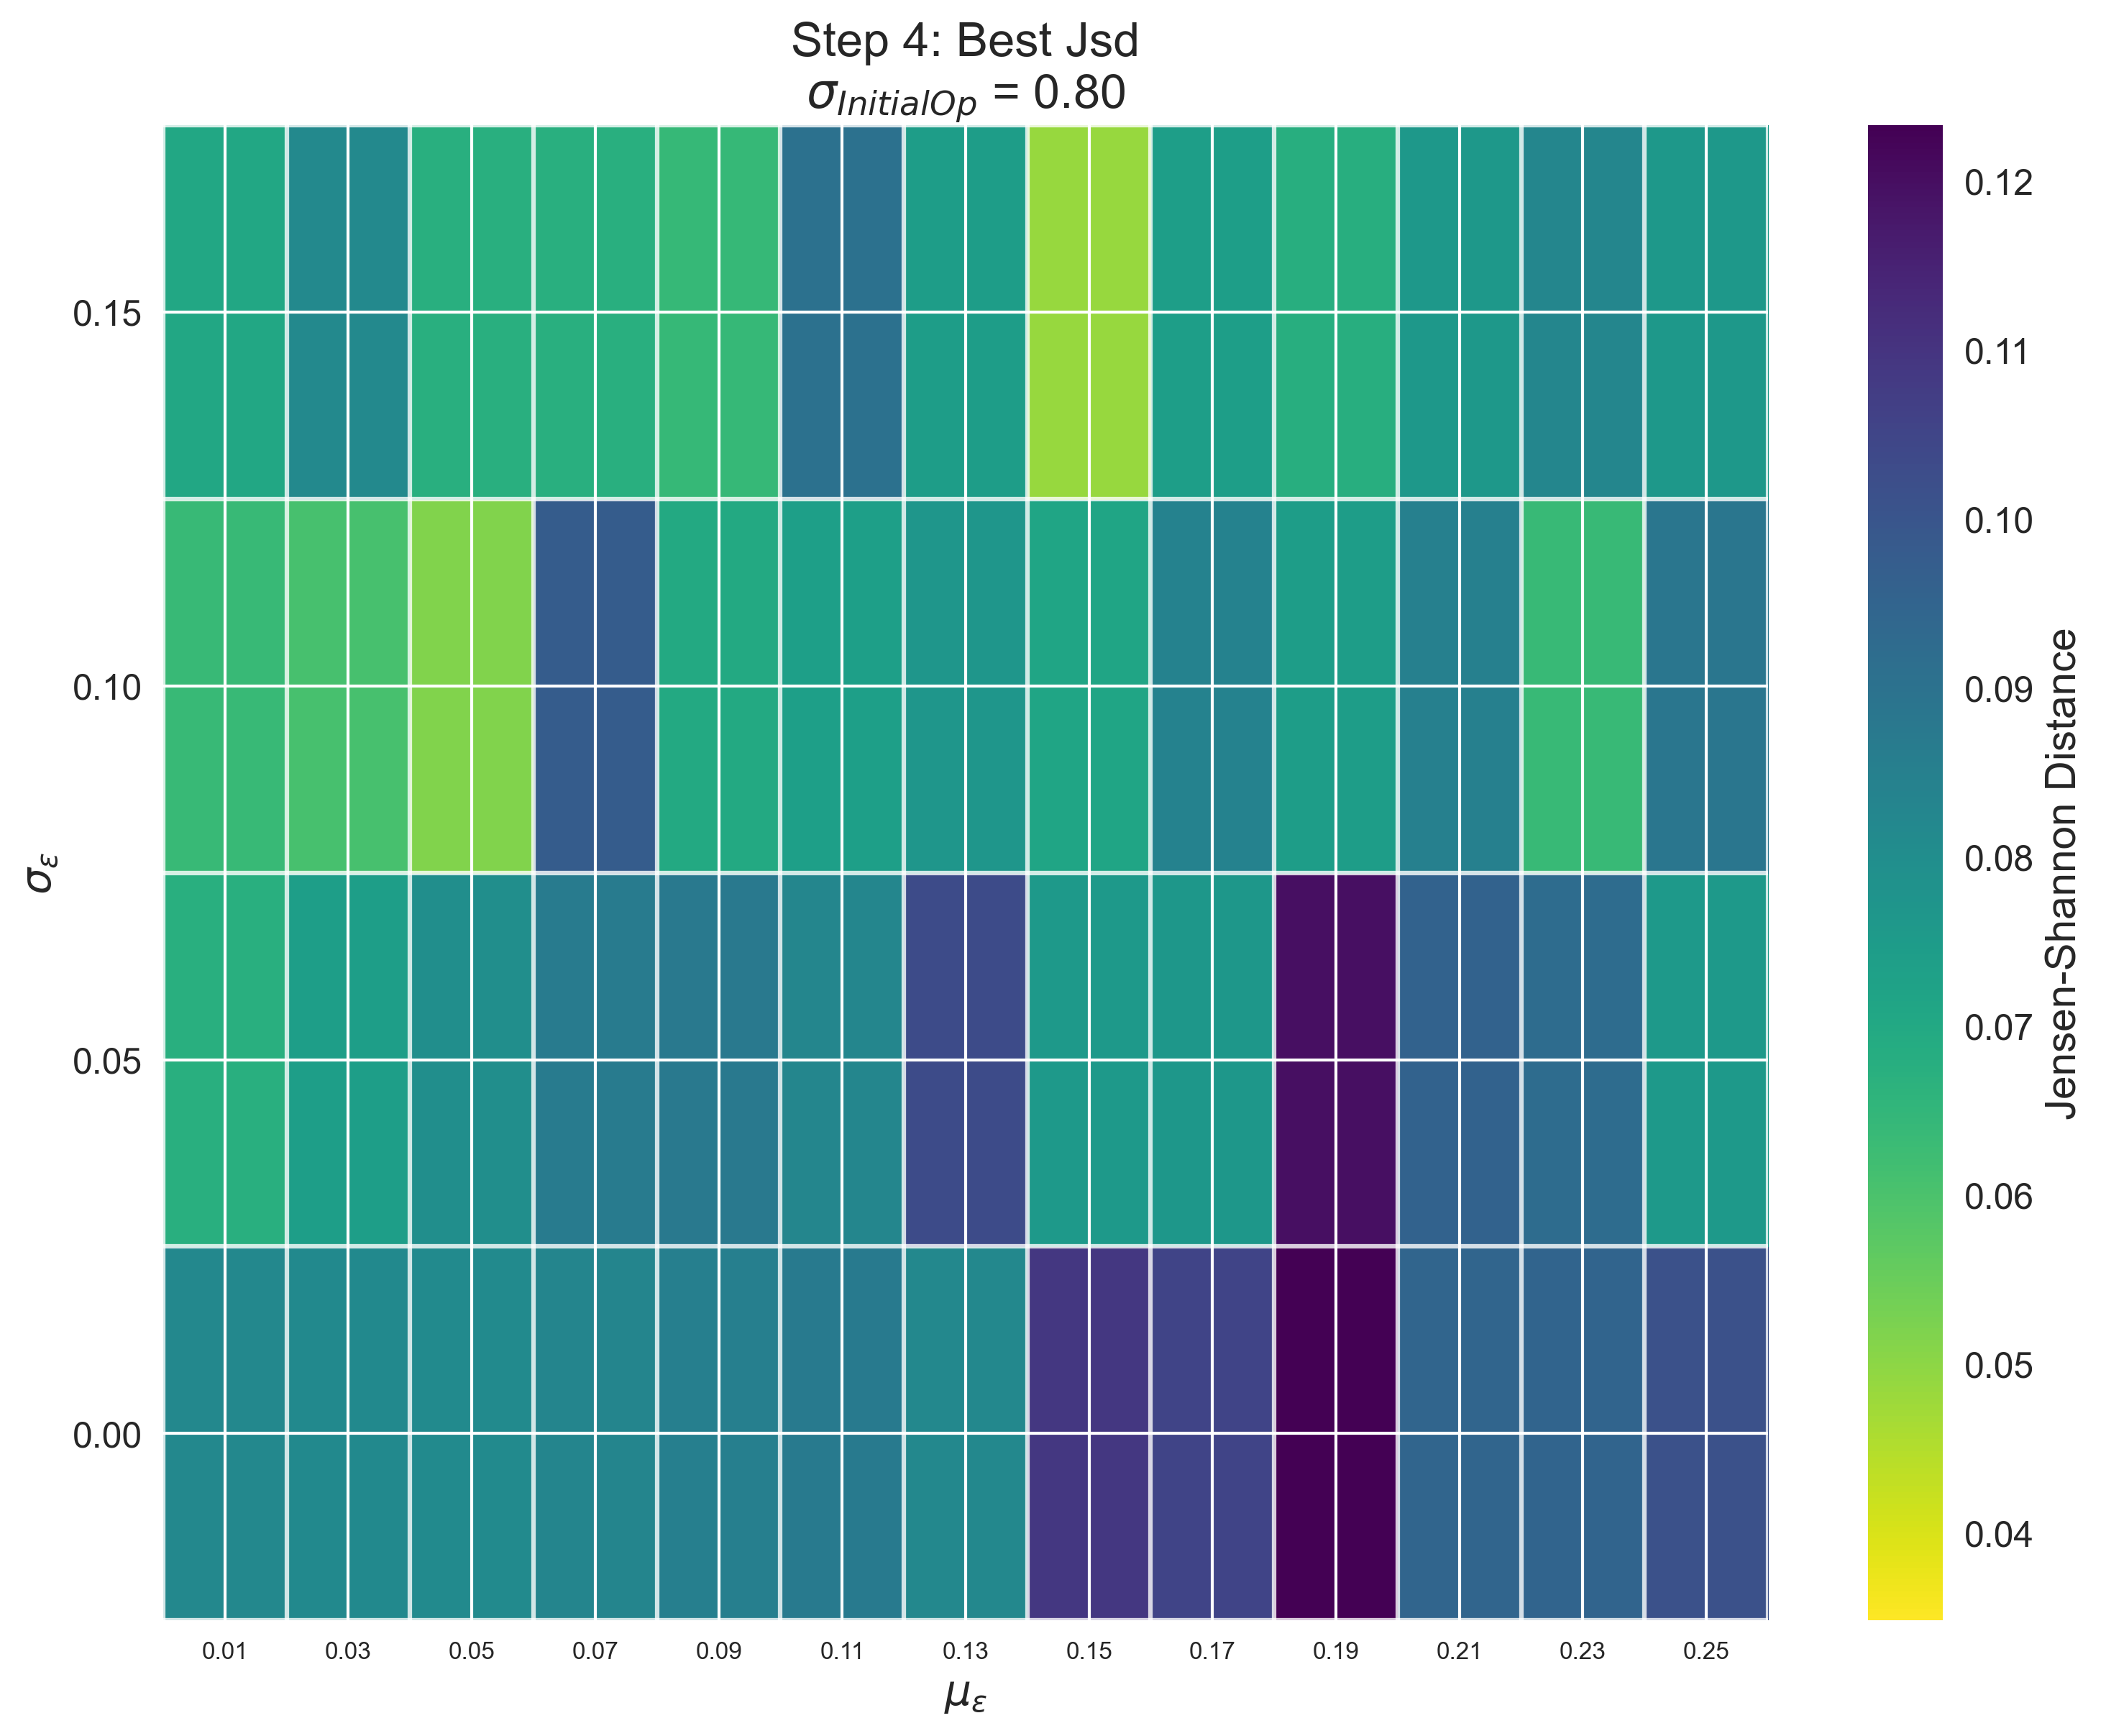 Step 4: Best Jsd
σ_InitialOp = 0.80
0.15
0.10
0.05
0.00
σ_ε
0.01 0.03 0.05 0.07 0.09 0.11 0.13 0.15 0.17 0.19 0.21 0.23 0.25
μ_ε
0.12
0.11
0.10
0.09
0.08
0.07
0.06
0.05
0.04
Jensen-Shannon Distance